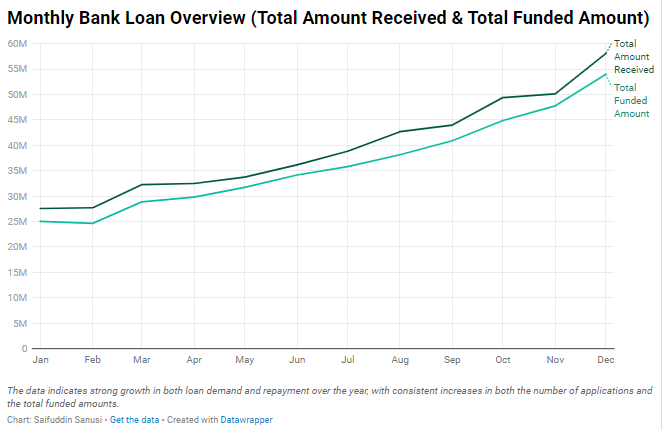 Monthly Bank Loan Overview (Total Amount Received & Total Funded Amount)
60M
55M
50M
45M
40M
35M
30M
25M
20M
15M
10M
5M
0
Total
Amount
Received
Total
Funded
Amount
Jan Feb Mar Apr May Jun Jul Aug Sep Oct Nov Dec
The data indicates strong growth in both loan demand and repayment over the year, with consistent increases in both the number of applications and
the total funded amounts.
Chart: Saifuddin Sanusi • Get the data • Created with Datawrapper